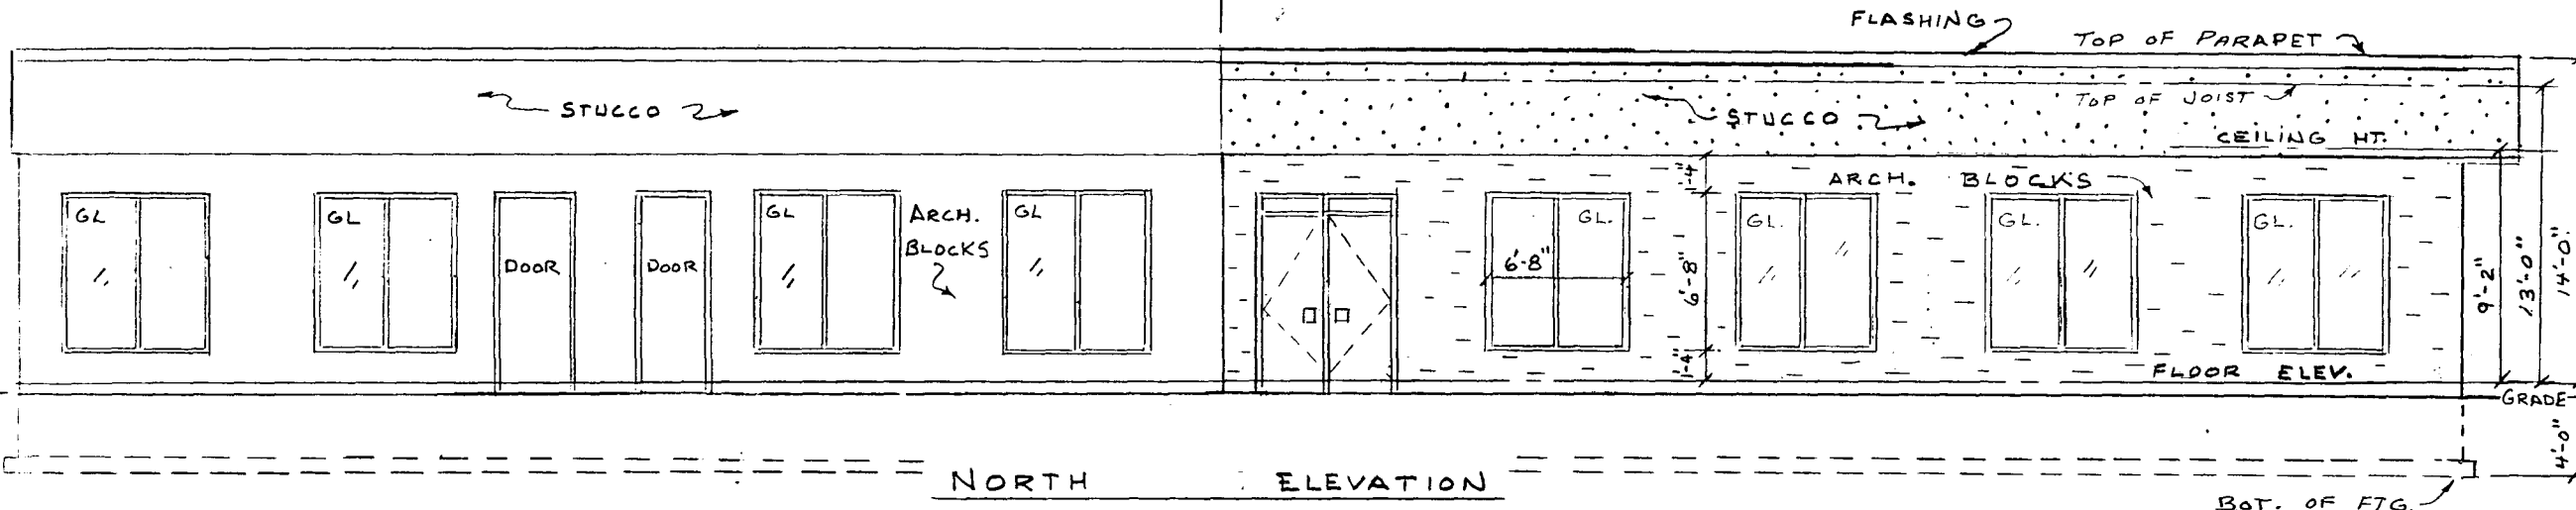 FLASHING
TOP OF PARAPET
STUCCO
STUCCO
TOP OF JOIST
CEILING HT.
GL
GL
DOOR
DOOR
GL
ARCH.
BLOCKS
GL
1'-4"
6'-8"
1'-4"
GL.
6'-8"
ARCH. BLOCKS
GL.
GL.
GL.
9'-2"
13'-0"
14'-0"
FLOOR ELEV.
GRADE
4'-0"
NORTH ELEVATION
BOT. OF FTG.